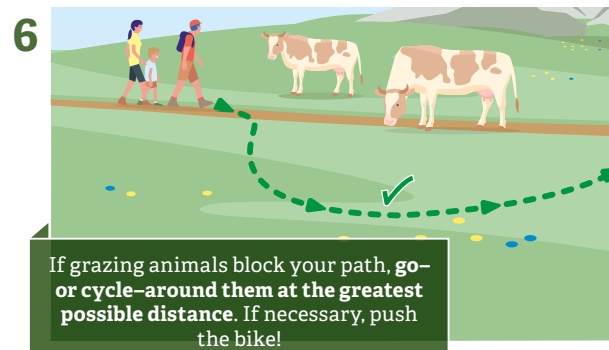 6
If grazing animals block your path, go–
or cycle–around them at the greatest
possible distance. If necessary, push
the bike!